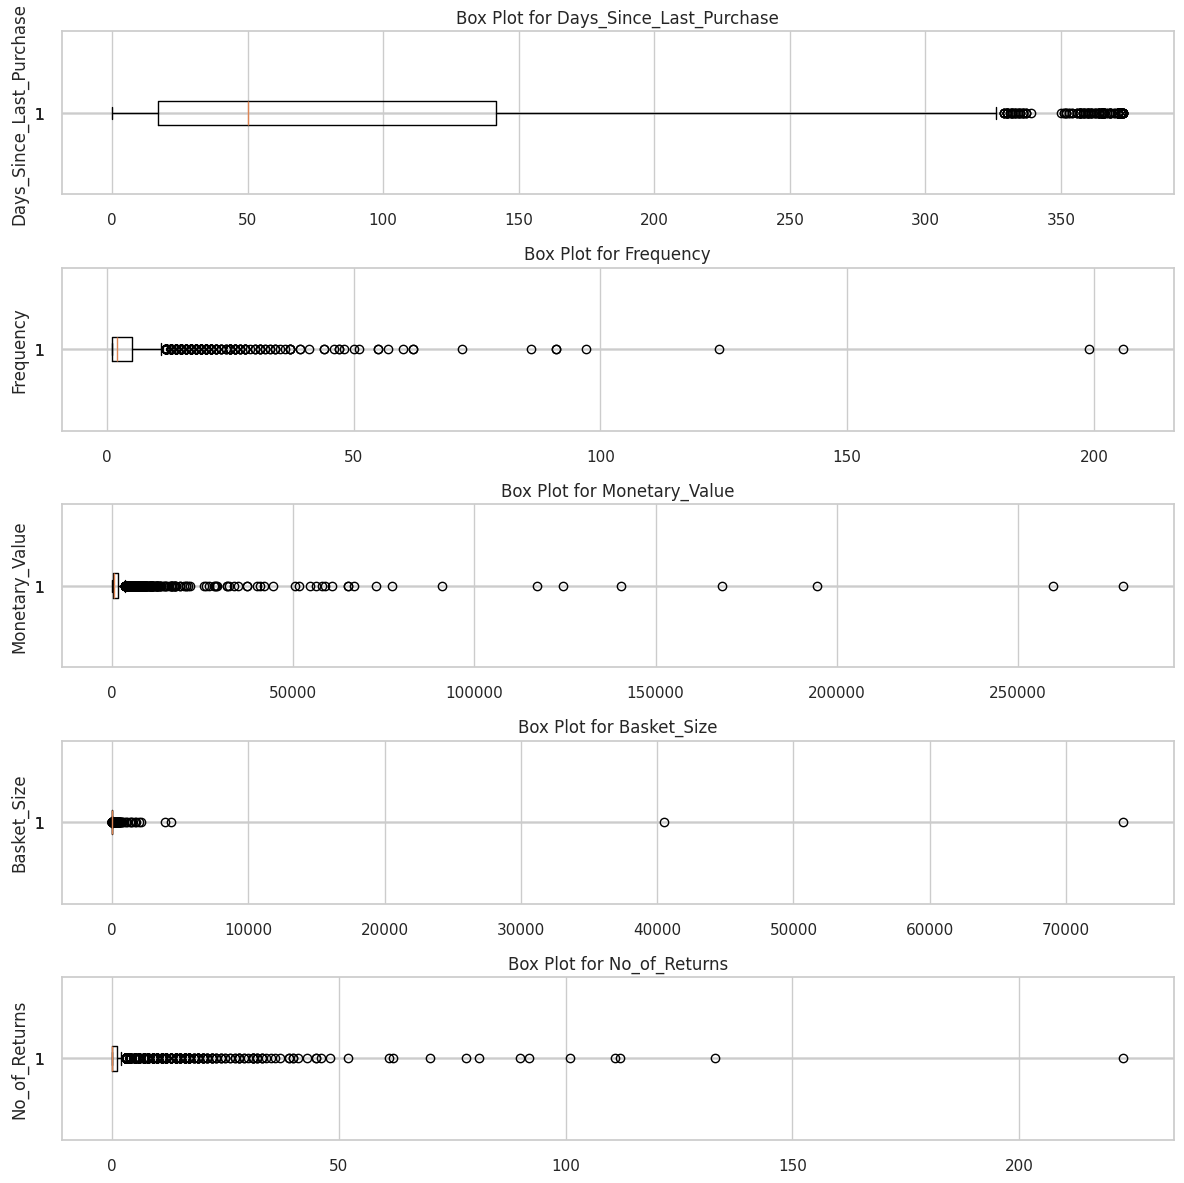 Box Plot for Days_Since_Last_Purchase
Days_Since_Last_Purchase
1
0 50 100 150 200 250 300 350
Box Plot for Frequency
Frequency
1
0 50 100 150 200
Box Plot for Monetary_Value
Monetary_Value
1
0 50000 100000 150000 200000 250000
Box Plot for Basket_Size
Basket_Size
1
0 10000 20000 30000 40000 50000 60000 70000
Box Plot for No_of_Returns
No_of_Returns
1
0 50 100 150 200